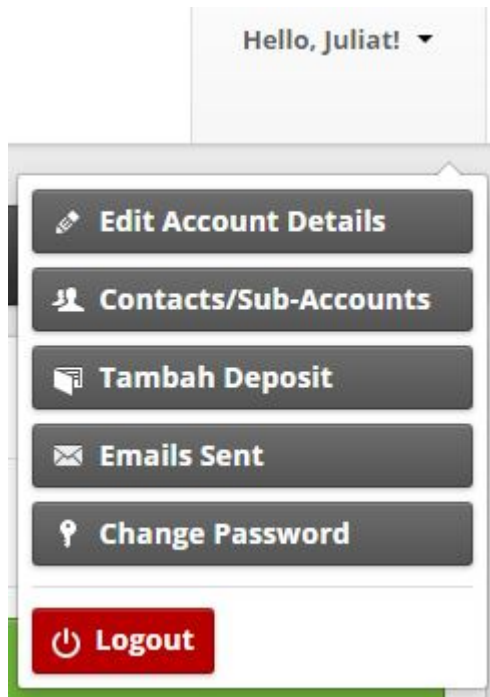 Hello, Juliat!
Edit Account Details
Contacts/Sub-Accounts
Tambah Deposit
Emails Sent
Change Password
Logout